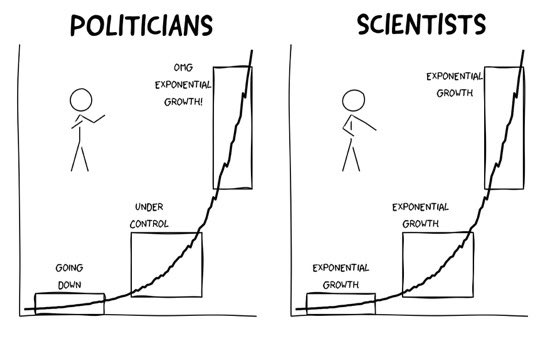 POLITICIANS
OMG
EXPONENTIAL
GROWTH!
UNDER
CONTROL
GOING
DOWN
SCIENTISTS
EXPONENTIAL
GROWTH
EXPONENTIAL
GROWTH
EXPONENTIAL
GROWTH